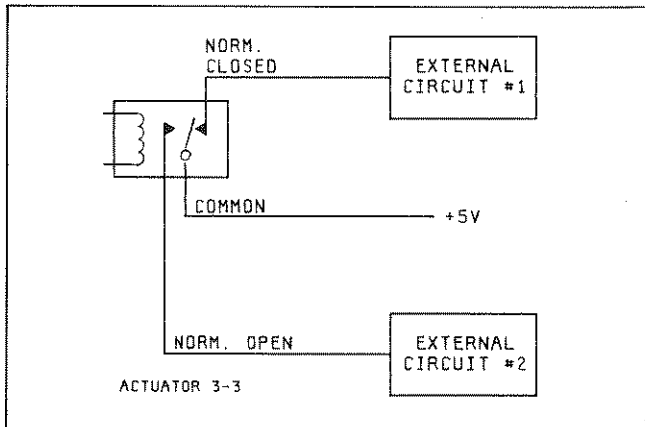 NORM.
CLOSED
EXTERNAL
CIRCUIT #1
COMMON
+5V
NORM. OPEN
EXTERNAL
CIRCUIT #2
ACTUATOR 3-3